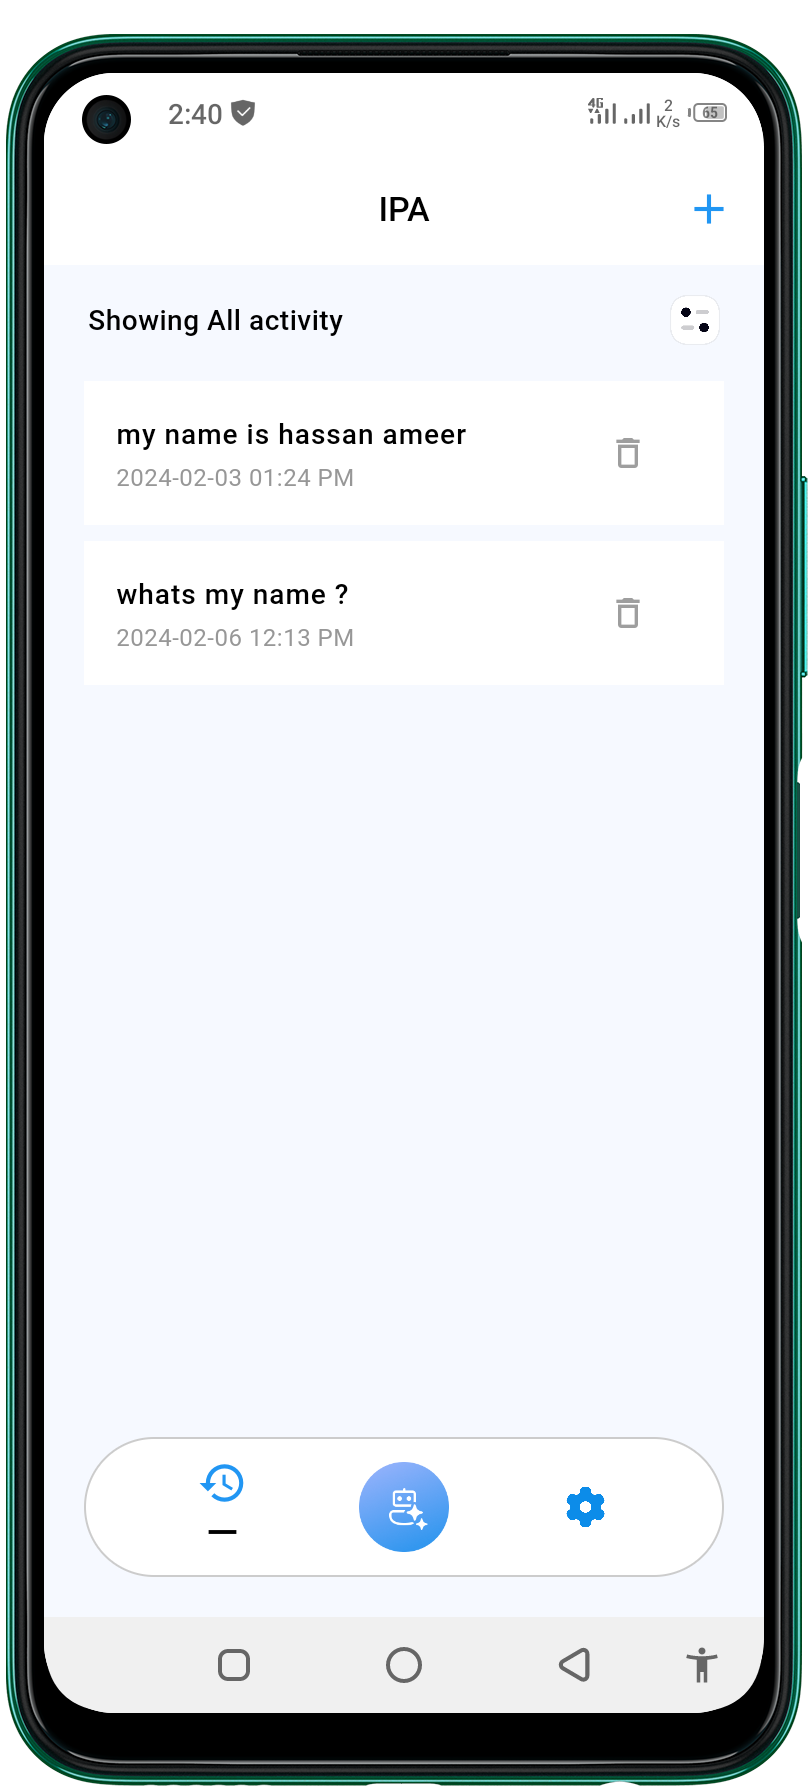 2:40
4G
2
K/s
65
IPA
Showing All activity
my name is hassan ameer
2024-02-03 01:24 PM
whats my name ?
2024-02-06 12:13 PM